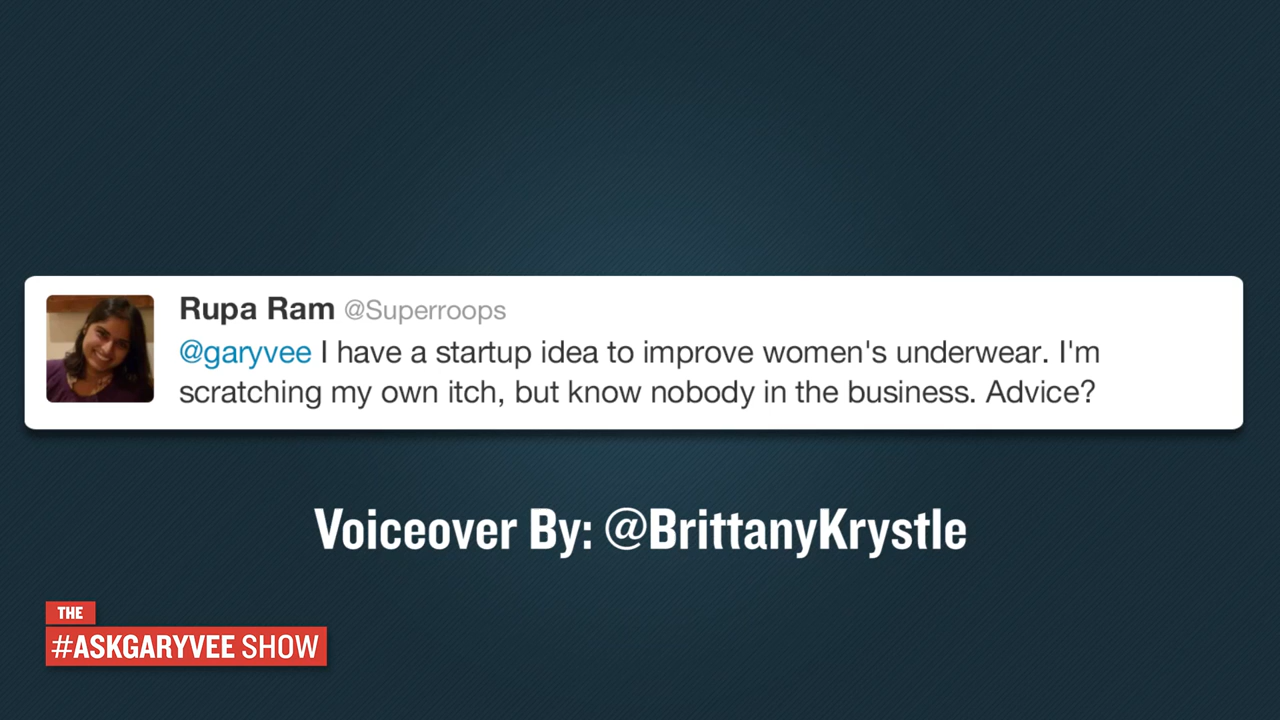 Rupa Ram @Superroops
@garyvee I have a startup idea to improve women's underwear. I'm
scratching my own itch, but know nobody in the business. Advice?
Voiceover By: @BrittanyKrystle
THE
#ASKGARYVEE SHOW